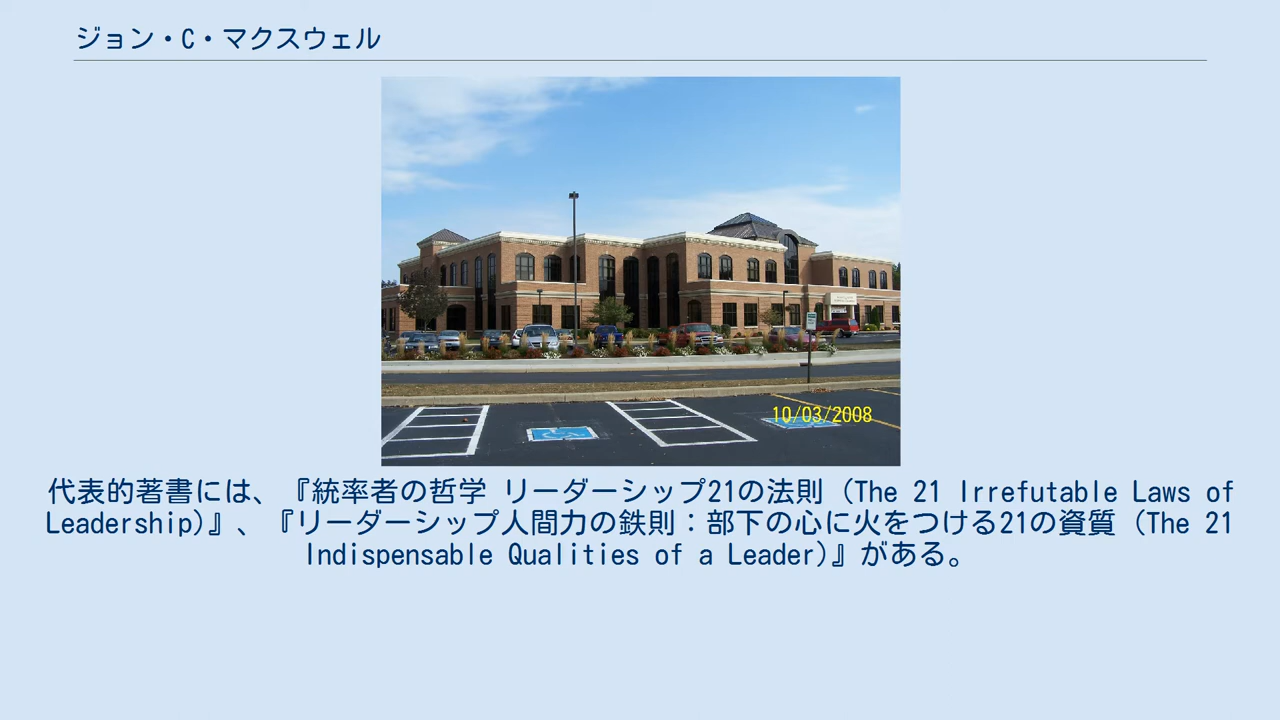 ジョン・C・マクスウェル
10/03/2008
代表的著書には、『統率者の哲学 リーダーシップ21の法則 (The 21 Irrefutable Laws of
Leadership)』、『リーダーシップ人間力の鉄則：部下の心に火をつける21の資質 (The 21
Indispensable Qualities of a Leader)』がある。